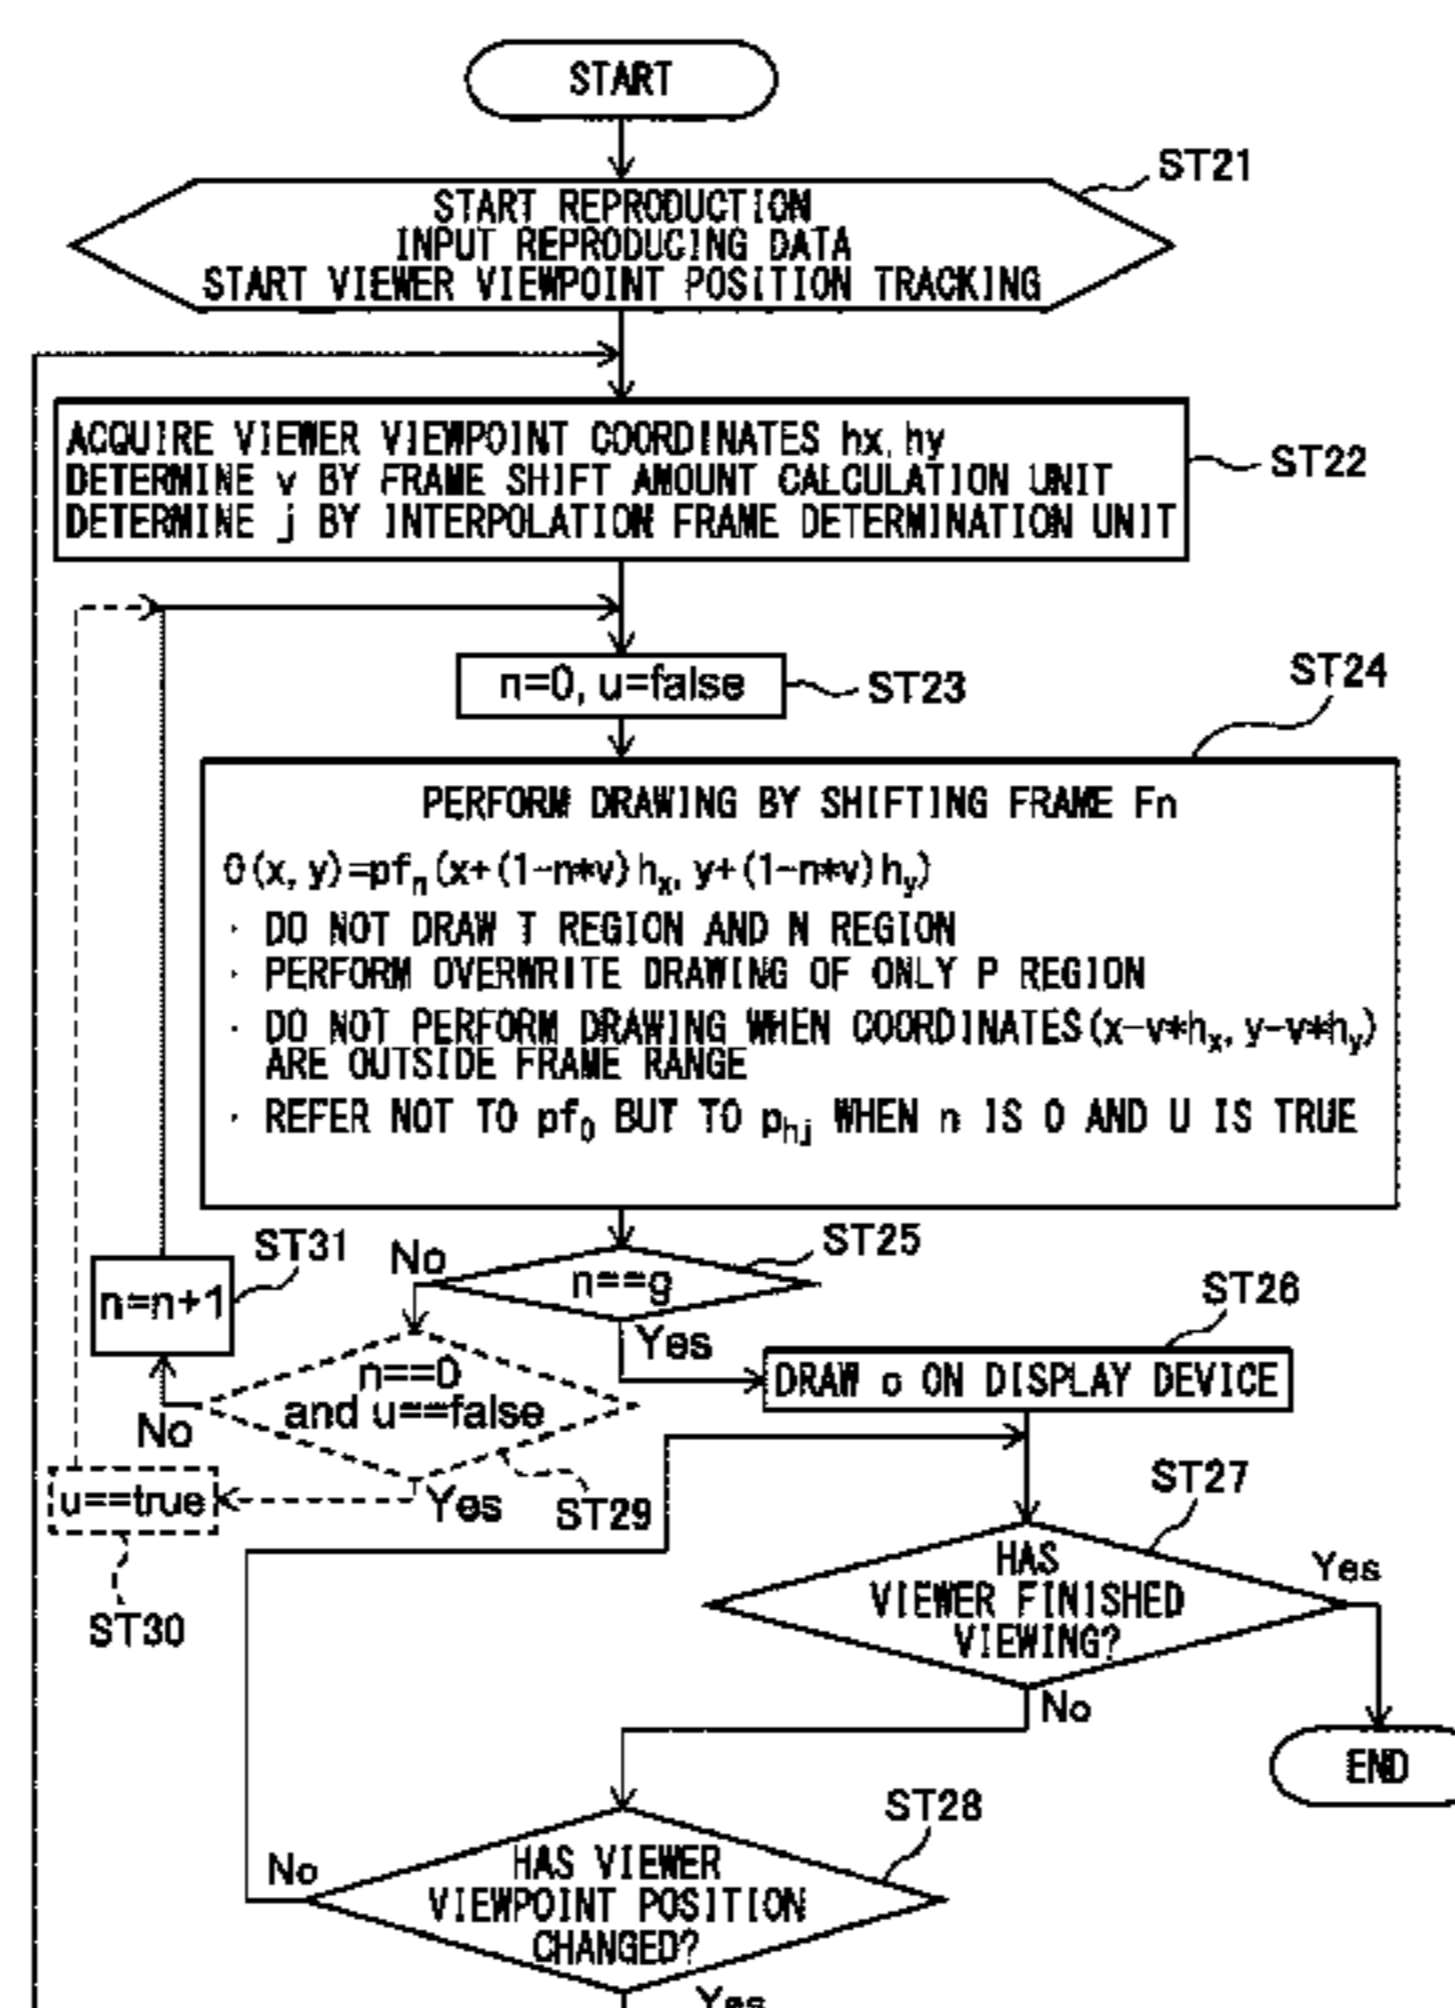 START
ST21
START REPRODUCTION
INPUT REPRODUCING DATA
START VIEWER VIEWPOINT POSITION TRACKING
ACQUIRE VIEWER VIEWPOINT COORDINATES hx, hy
DETERMINE v BY FRAME SHIFT AMOUNT CALCULATION UNIT
DETERMINE j BY INTERPOLATION FRAME DETERMINATION UNIT
ST22
n=0, u=false
ST23
ST24
PERFORM DRAWING BY SHIFTING FRAME Fn
O(x, y)=pfn(x+(1-n*v)hx, y+(1-n*v)hy)
· DO NOT DRAW T REGION AND N REGION
· PERFORM OVERWRITE DRAWING OF ONLY P REGION
· DO NOT PERFORM DRAWING WHEN COORDINATES(x-v*hx, y-v*hy)
ARE OUTSIDE FRAME RANGE
· REFER NOT TO pf0 BUT TO phj WHEN n IS 0 AND U IS TRUE
ST25
n==g
No
Yes
ST31
n=n+1
ST26
DRAW o ON DISPLAY DEVICE
n==0
and u==false
No
Yes
ST29
u==true
ST30
ST27
HAS
VIEWER FINISHED
VIEWING?
Yes
No
END
ST28
HAS VIEWER
VIEWPOINT POSITION
CHANGED?
No
Yes